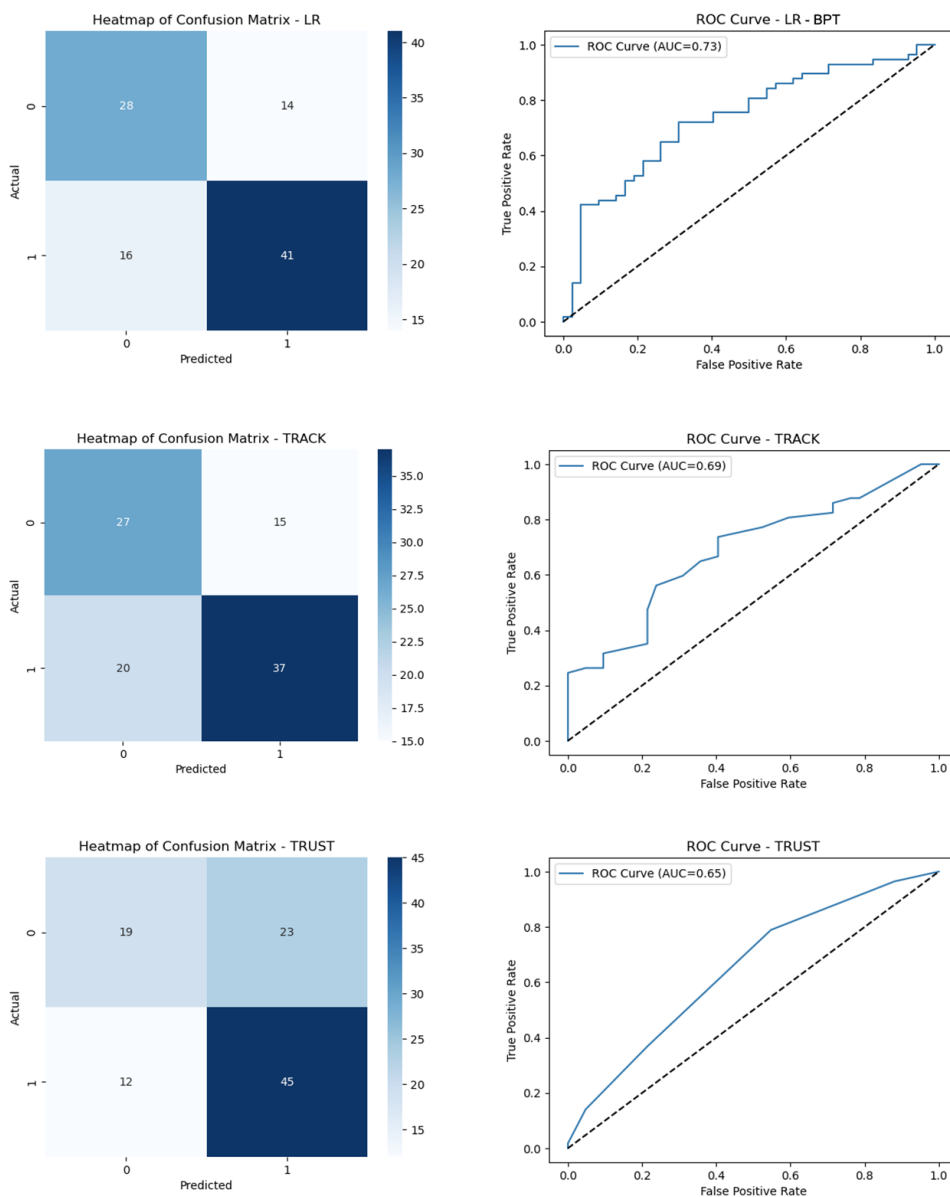 Heatmap of Confusion Matrix - LR
Actual
0
1
28
14
16
41
0
1
Predicted
40
35
30
25
20
15
ROC Curve - LR - BPT
ROC Curve (AUC=0.73)
True Positive Rate
1.0
0.8
0.6
0.4
0.2
0.0
0.0 0.2 0.4 0.6 0.8 1.0
False Positive Rate
Heatmap of Confusion Matrix - TRACK
Actual
0
1
27
15
20
37
0
1
Predicted
35.0
32.5
30.0
27.5
25.0
22.5
20.0
17.5
15.0
ROC Curve - TRACK
ROC Curve (AUC=0.69)
True Positive Rate
1.0
0.8
0.6
0.4
0.2
0.0
0.0 0.2 0.4 0.6 0.8 1.0
False Positive Rate
Heatmap of Confusion Matrix - TRUST
Actual
0
1
19
23
12
45
0
1
Predicted
45
40
35
30
25
20
15
ROC Curve - TRUST
ROC Curve (AUC=0.65)
True Positive Rate
1.0
0.8
0.6
0.4
0.2
0.0
0.0 0.2 0.4 0.6 0.8 1.0
False Positive Rate